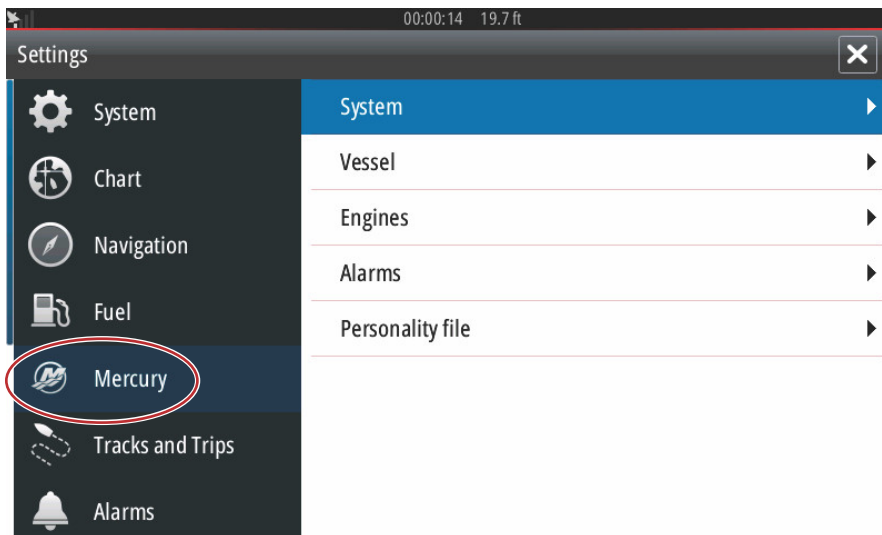 00:00:14 19.7 ft
Settings
System
Chart
Navigation
Fuel
Mercury
Tracks and Trips
Alarms
System
Vessel
Engines
Alarms
Personality file